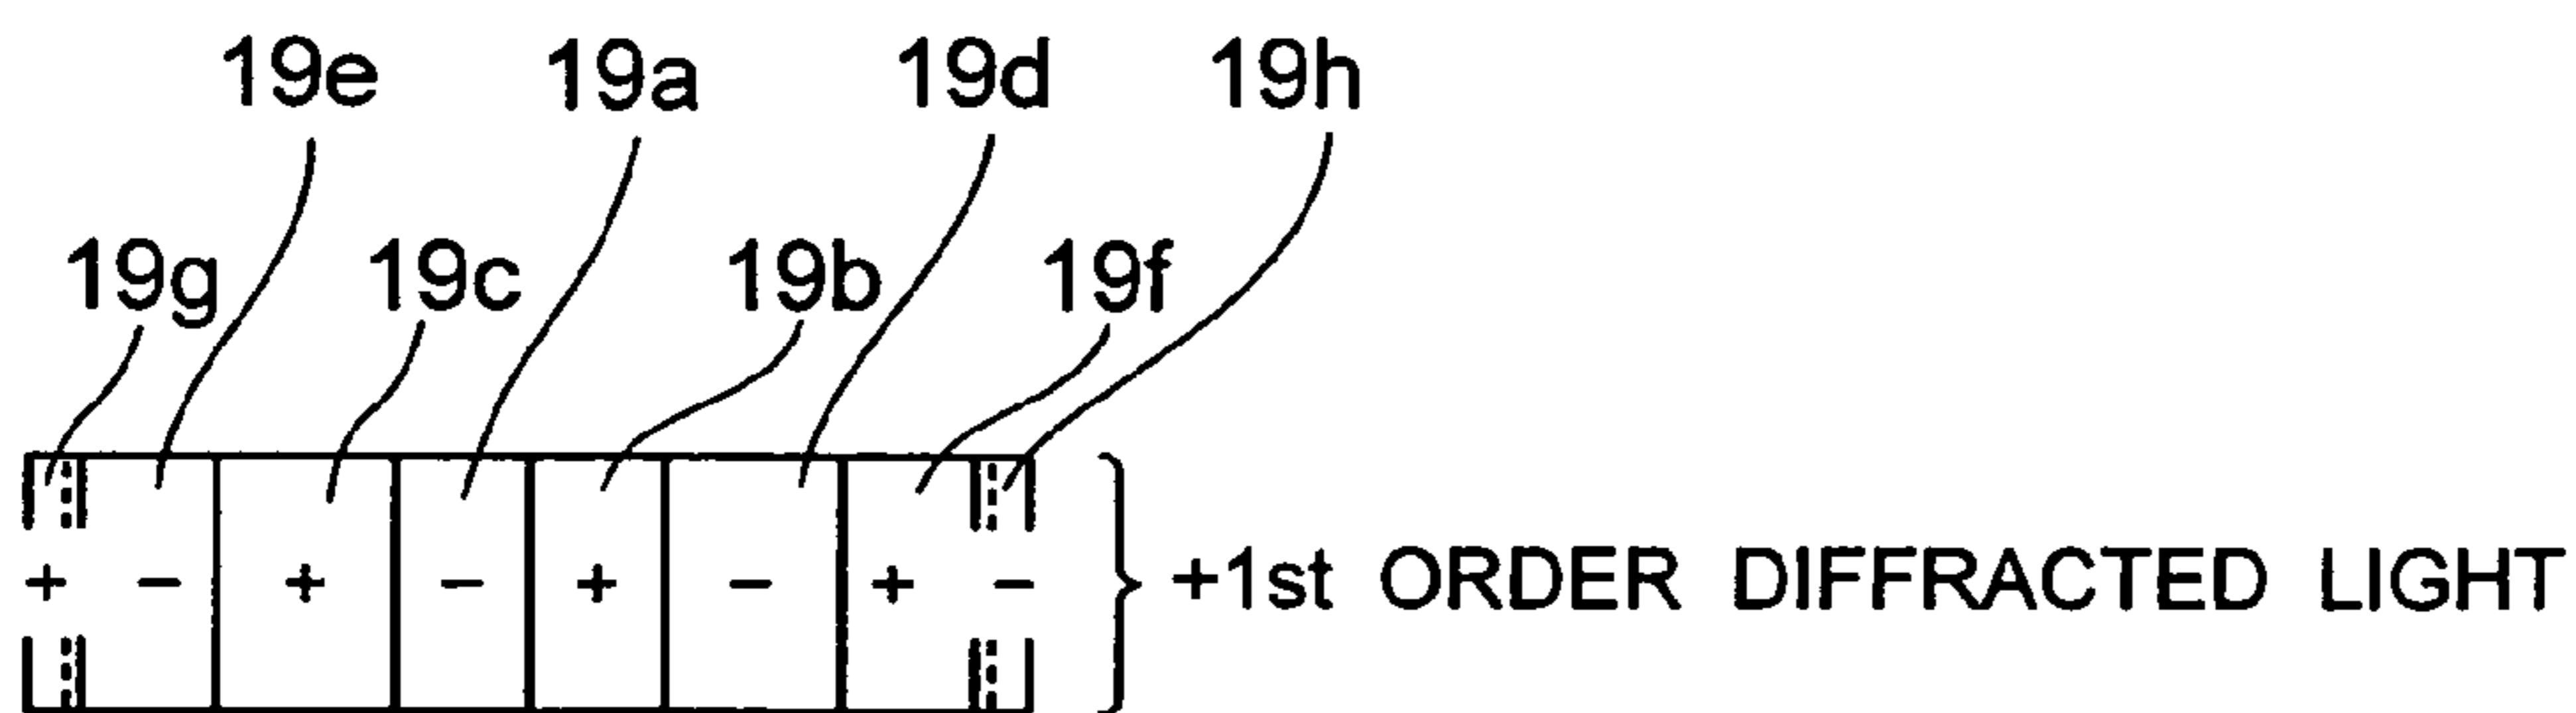 19e 19a 19d 19h
19g 19c 19b 19f
+ − + − + − + − +1st ORDER DIFFRACTED LIGHT